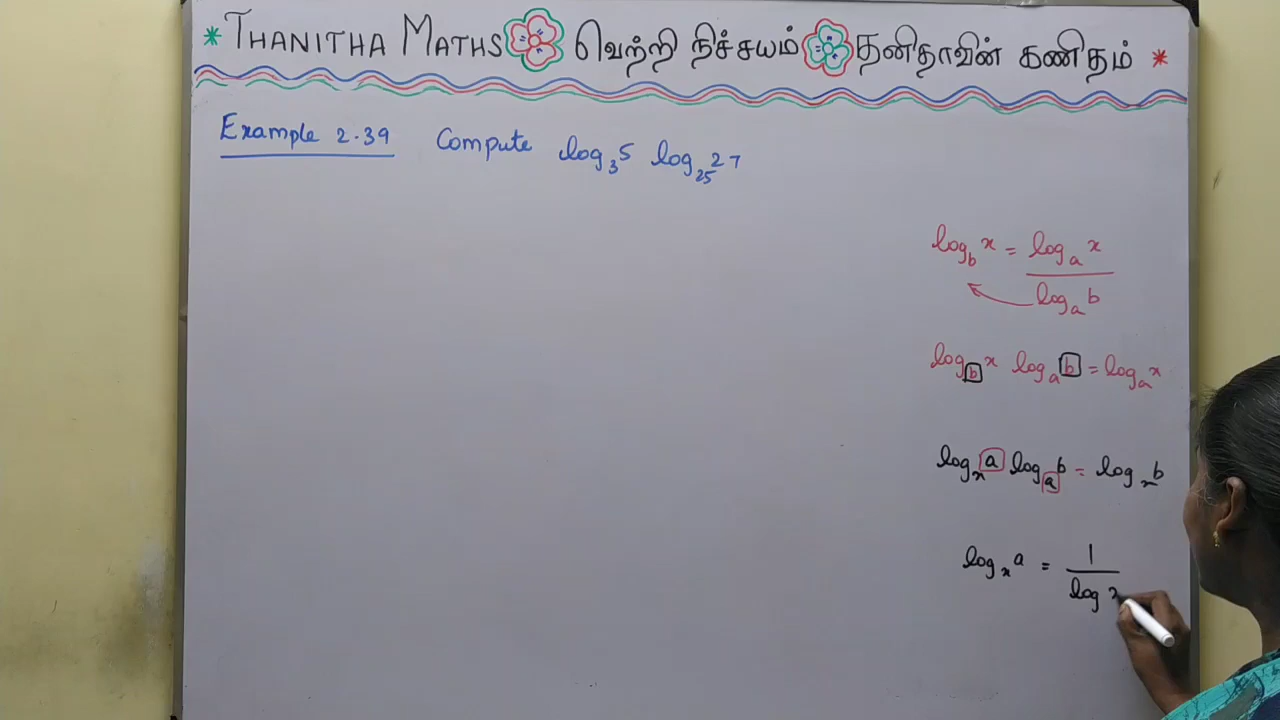 * THANITHA MATHS வெற்றி நிச்சயம் தனிதாவின் கணிதம் *
Example 2.39 Compute log₃5 log₂₅27
log_b x = log_a x / log_a b
log_b x log_a b = log_a x
log_x a log_a b = log_x b
log_x a = 1 / log x